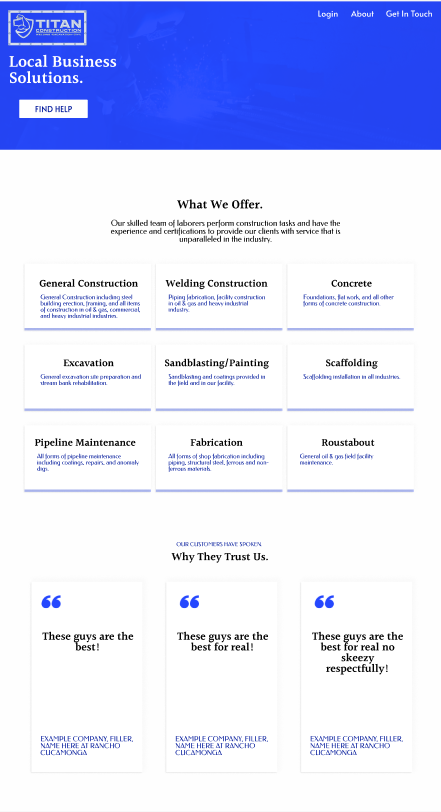 Login About Get In Touch
TITAN
CONSTRUCTION
Local Business
Solutions.
FIND HELP
What We Offer.
Our skilled team of laborers perform construction tasks and have the
experience and certifications to provide our clients with service that is
unparalleled in the industry.
General Construction
General Construction including steel
building erection, framing, and all items
of construction in oil & gas, commercial,
and heavy industrial industries.
Welding Construction
Piping fabrication, facility construction
in oil & gas and heavy industrial
industry.
Concrete
Foundations, flat work, and all other
forms of concrete construction.
Excavation
General excavation site preparation and
stream bank rehabilitation.
Sandblasting/Painting
Sandblasting and coatings provided in
the field and in our facility.
Scaffolding
Scaffolding installation in all industries.
Pipeline Maintenance
All forms of pipeline maintenance
including coatings, repairs, and anomaly
digs.
Fabrication
All forms of shop fabrication including
piping, structural steel, ferrous and non-
ferrous materials.
Roustabout
General oil & gas field facility
maintenance.
OUR CUSTOMERS HAVE SPOKEN.
Why They Trust Us.
These guys are the
best!
EXAMPLE COMPANY, FILLER,
NAME HERE AT RANCHO
CUCAMONGA
These guys are the
best for real!
EXAMPLE COMPANY, FILLER,
NAME HERE AT RANCHO
CUCAMONGA
These guys are the
best for real no
skeezy
respectfully!
EXAMPLE COMPANY, FILLER,
NAME HERE AT RANCHO
CUCAMONGA